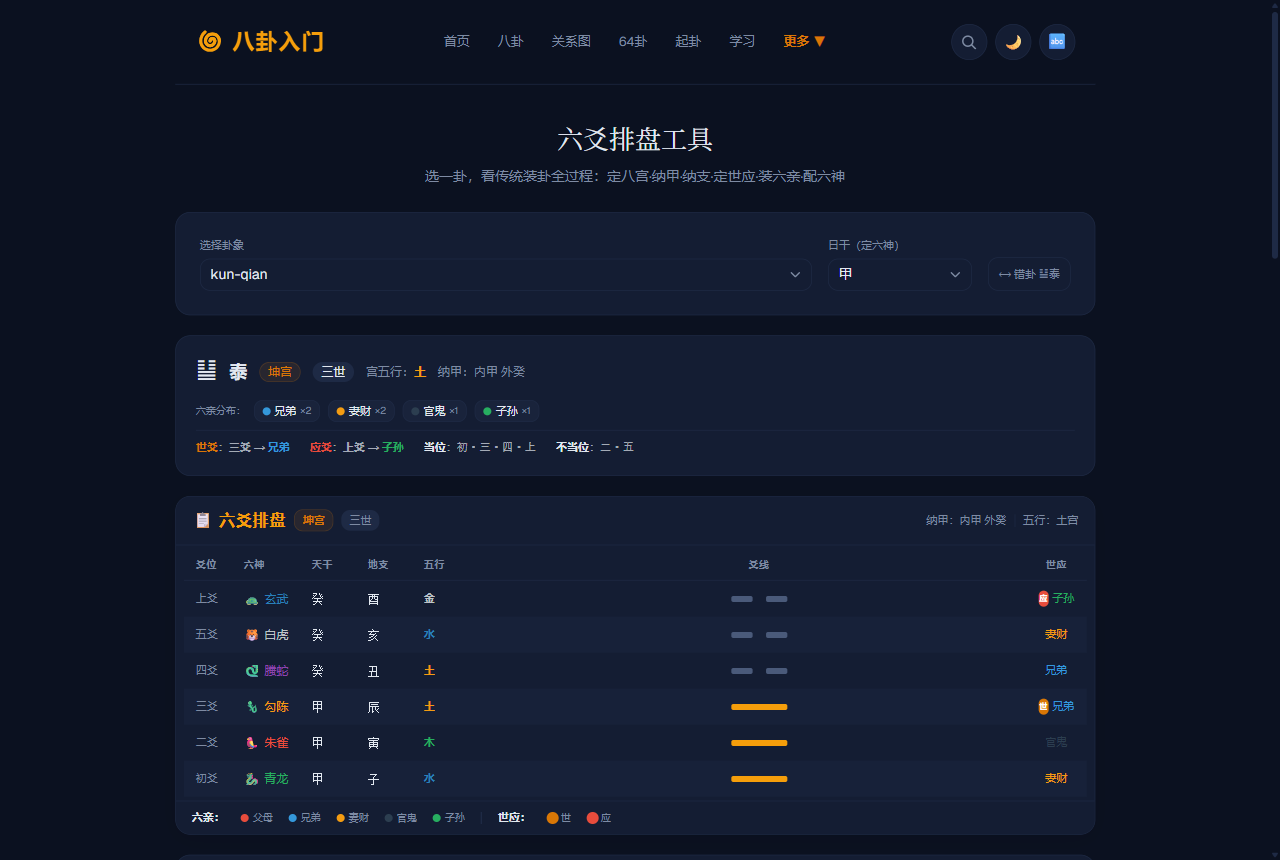 八卦入门
首页 八卦 关系图 64卦 起卦 学习 更多 ▼
abc
六爻排盘工具
选一卦，看传统装卦全过程：定八宫·纳甲·纳支·定世应·装六亲·配六神
选择卦象 日干（定六神）
kun-qian 甲 ↔ 错卦 ䷊泰
䷊ 泰 坤宫 三世 宫五行：土 纳甲：内甲 外癸
六亲分布： 兄弟 ×2 妻财 ×2 官鬼 ×1 子孙 ×1
世爻：三爻 → 兄弟 应爻：上爻 → 子孙 当位：初・三・四・上 不当位：二・五
📋 六爻排盘 坤宫 三世 纳甲：内甲 外癸 五行：土宫
爻位 六神 天干 地支 五行 爻线 世应
上爻 玄武 癸 酉 金 应 子孙
五爻 白虎 癸 亥 水 妻财
四爻 螣蛇 癸 丑 土 兄弟
三爻 勾陈 甲 辰 土 世 兄弟
二爻 朱雀 甲 寅 木 官鬼
初爻 青龙 甲 子 水 妻财
六亲： 父母 兄弟 妻财 官鬼 子孙 世应： 世 应